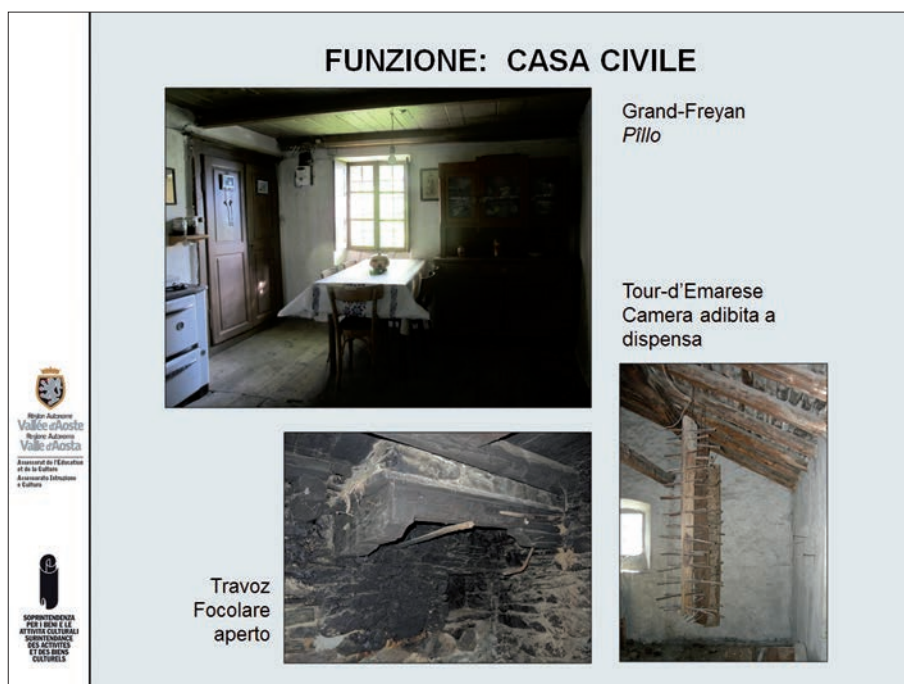 FUNZIONE: CASA CIVILE
Grand-Freyan
Pîllo
Tour-d'Emarese
Camera adibita a
dispensa
Travoz
Focolare
aperto
Région Autonome
Vallée d'Aoste
Regione Autonoma
Valle d'Aosta
Assessorat de l'Éducation
et de la Culture
Assessorato Istruzione
e Cultura
SOPRINTENDENZA
PER I BENI E LE
ATTIVITÀ CULTURALI
SURINTENDANCE
DES ACTIVITÉS
ET DES BIENS
CULTURELS